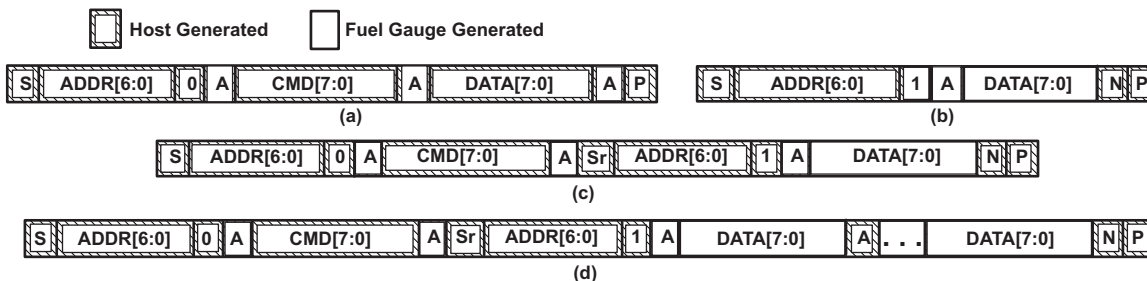 Host Generated Fuel Gauge Generated
S ADDR[6:0] 0 A CMD[7:0] A DATA[7:0] A P
(a)
S ADDR[6:0] 1 A DATA[7:0] N P
(b)
S ADDR[6:0] 0 A CMD[7:0] A Sr ADDR[6:0] 1 A DATA[7:0] N P
(c)
S ADDR[6:0] 0 A CMD[7:0] A Sr ADDR[6:0] 1 A DATA[7:0] A . . . DATA[7:0] N P
(d)